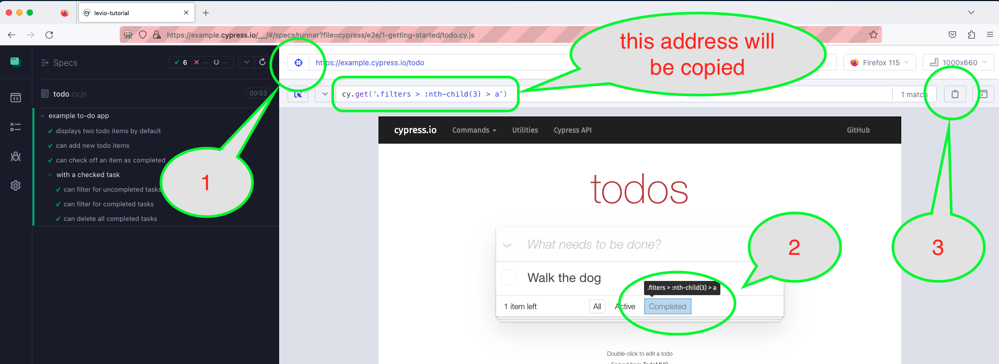 levio-tutorial
https://example.cypress.io/__/#/specs/runner?file=cypress/e2e/1-getting-started/todo.cy.js
this address will
be copied
Specs
6 -- --
https://example.cypress.io/todo
Firefox 115
1000x660
todo.cy.js
00:03
cy.get(‘.filters > :nth-child(3) > a’)
1 match
example to-do app
displays two todo items by default
can add new todo items
can check off an item as completed
with a checked task
can filter for uncompleted tasks
can filter for completed tasks
can delete all completed tasks
1
cypress.io Commands Utilities Cypress API GitHub
todos
What needs to be done?
2
3
Walk the dog
.filters > :nth-child(3) > a
1 item left All Active Completed
Double-click to edit a todo